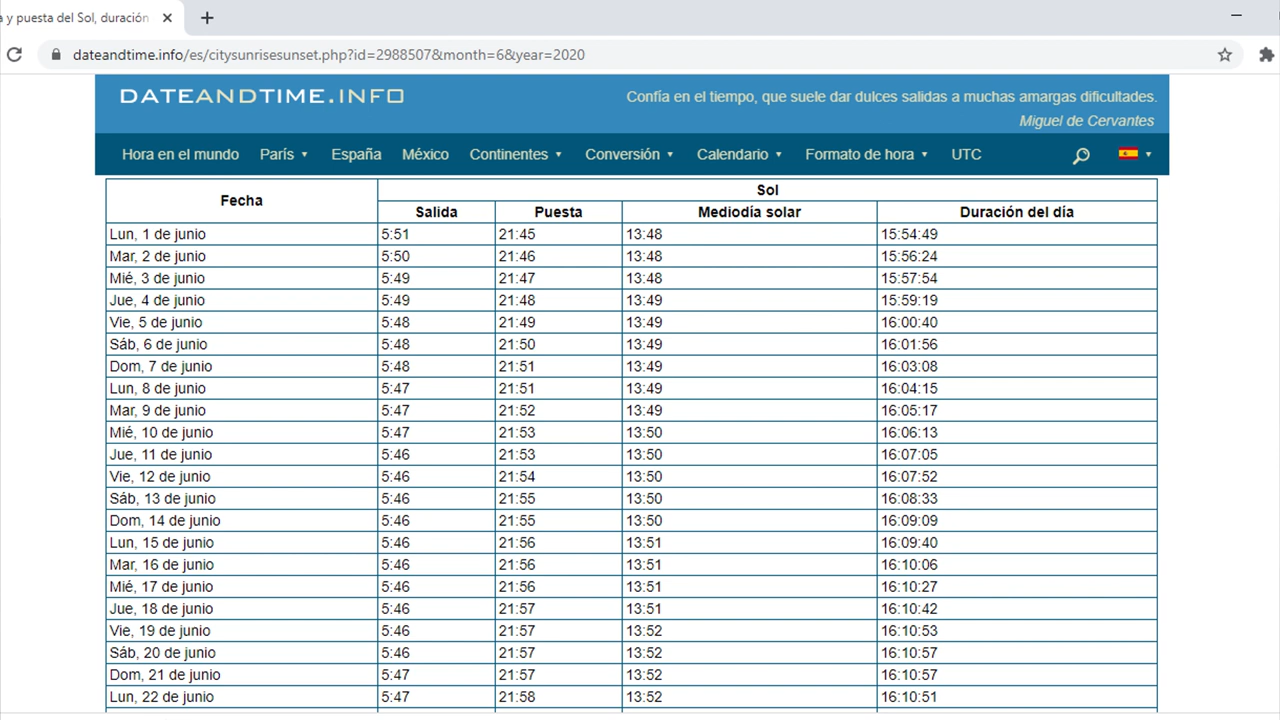 a y puesta del Sol, duración
dateandtime.info/es/citysunrisesunset.php?id=2988507&month=6&year=2020
DATEANDTIME.INFO
Confía en el tiempo, que suele dar dulces salidas a muchas amargas dificultades.
Miguel de Cervantes
Hora en el mundo París España México Continentes Conversión Calendario Formato de hora UTC
Fecha Sol
Salida Puesta Mediodía solar Duración del día
Lun, 1 de junio 5:51 21:45 13:48 15:54:49
Mar, 2 de junio 5:50 21:46 13:48 15:56:24
Mié, 3 de junio 5:49 21:47 13:48 15:57:54
Jue, 4 de junio 5:49 21:48 13:49 15:59:19
Vie, 5 de junio 5:48 21:49 13:49 16:00:40
Sáb, 6 de junio 5:48 21:50 13:49 16:01:56
Dom, 7 de junio 5:48 21:51 13:49 16:03:08
Lun, 8 de junio 5:47 21:51 13:49 16:04:15
Mar, 9 de junio 5:47 21:52 13:49 16:05:17
Mié, 10 de junio 5:47 21:53 13:50 16:06:13
Jue, 11 de junio 5:46 21:53 13:50 16:07:05
Vie, 12 de junio 5:46 21:54 13:50 16:07:52
Sáb, 13 de junio 5:46 21:55 13:50 16:08:33
Dom, 14 de junio 5:46 21:55 13:50 16:09:09
Lun, 15 de junio 5:46 21:56 13:51 16:09:40
Mar, 16 de junio 5:46 21:56 13:51 16:10:06
Mié, 17 de junio 5:46 21:56 13:51 16:10:27
Jue, 18 de junio 5:46 21:57 13:51 16:10:42
Vie, 19 de junio 5:46 21:57 13:52 16:10:53
Sáb, 20 de junio 5:46 21:57 13:52 16:10:57
Dom, 21 de junio 5:47 21:57 13:52 16:10:57
Lun, 22 de junio 5:47 21:58 13:52 16:10:51